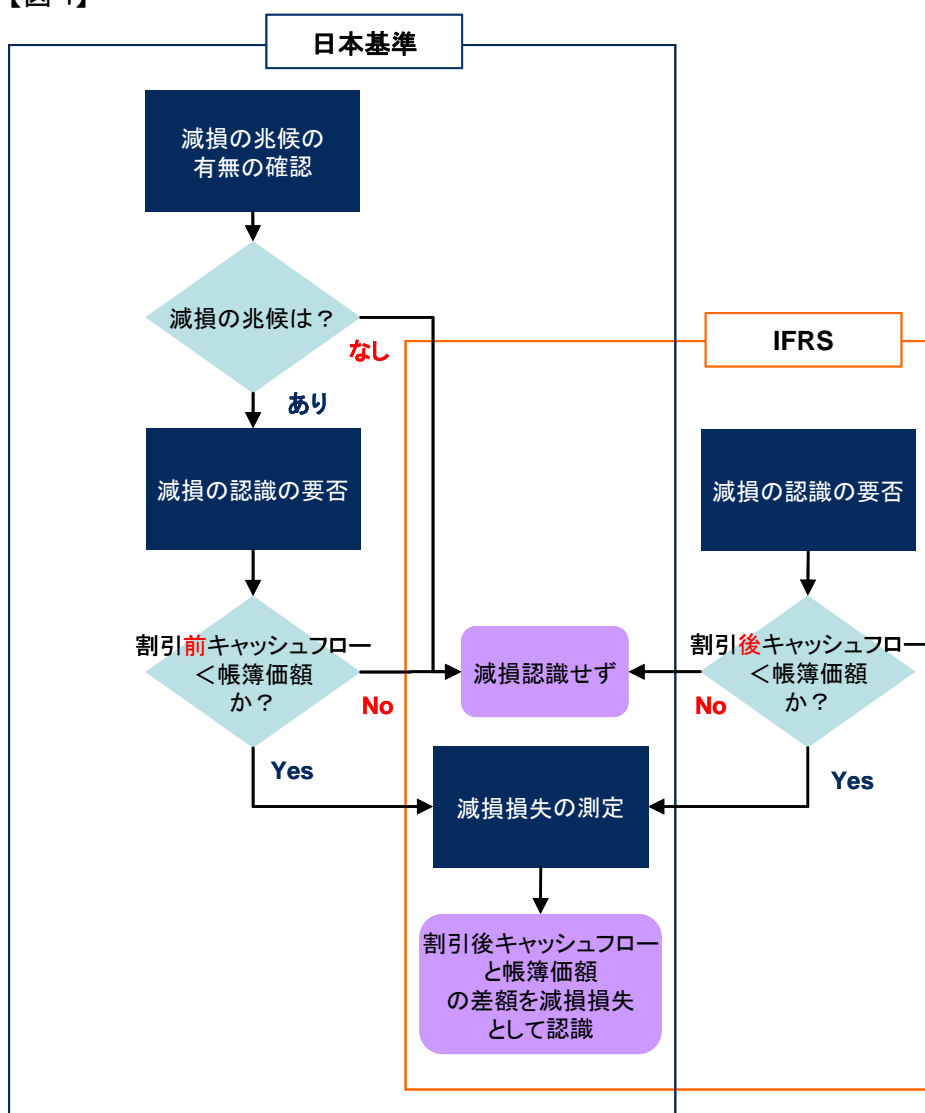 日本基準
減損の兆候の
有無の確認
減損の兆候は？
なし
あり
減損の認識の要否
割引前キャッシュフロー
＜帳簿価額
か？
No
Yes
IFRS
減損の認識の要否
割引後キャッシュフロー
＜帳簿価額
か？
No
Yes
減損認識せず
減損損失の測定
割引後キャッシュフロー
と帳簿価額
の差額を減損損失
として認識